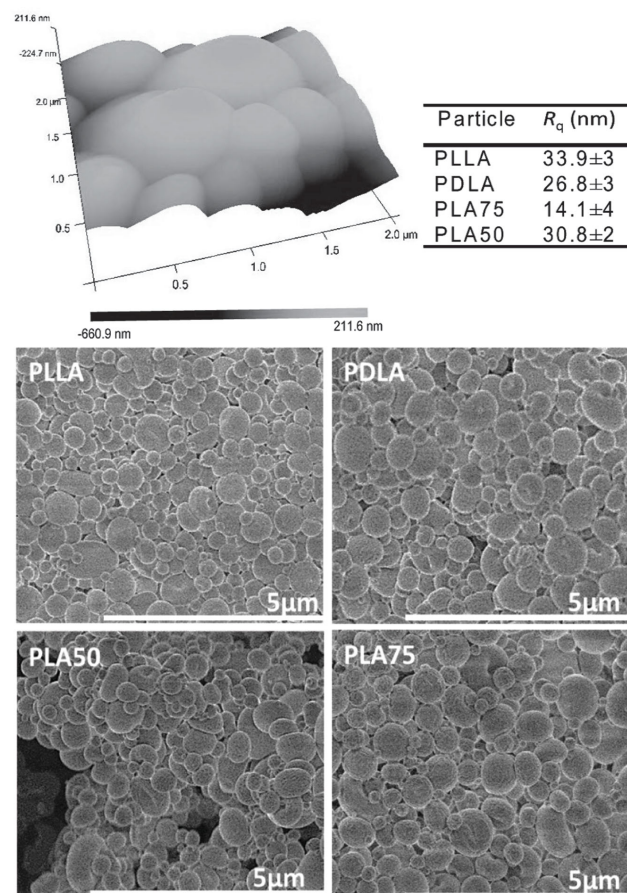 211.6 nm
-224.7 nm
2.0 µm
1.5
1.0
0.5
0.5
1.0
1.5
2.0 µm
-660.9 nm
211.6 nm
Particle Rq (nm)
PLLA 33.9±3
PDLA 26.8±3
PLA75 14.1±4
PLA50 30.8±2
PLLA
5µm
PDLA
5µm
PLA50
5µm
PLA75
5µm